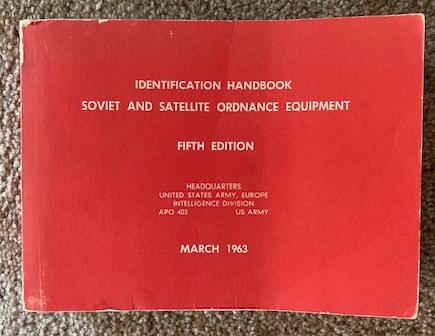 IDENTIFICATION HANDBOOK
SOVIET AND SATELLITE ORDNANCE EQUIPMENT
FIFTH EDITION
HEADQUARTERS
UNITED STATES ARMY, EUROPE
INTELLIGENCE DIVISION
APO 403 US ARMY
MARCH 1963